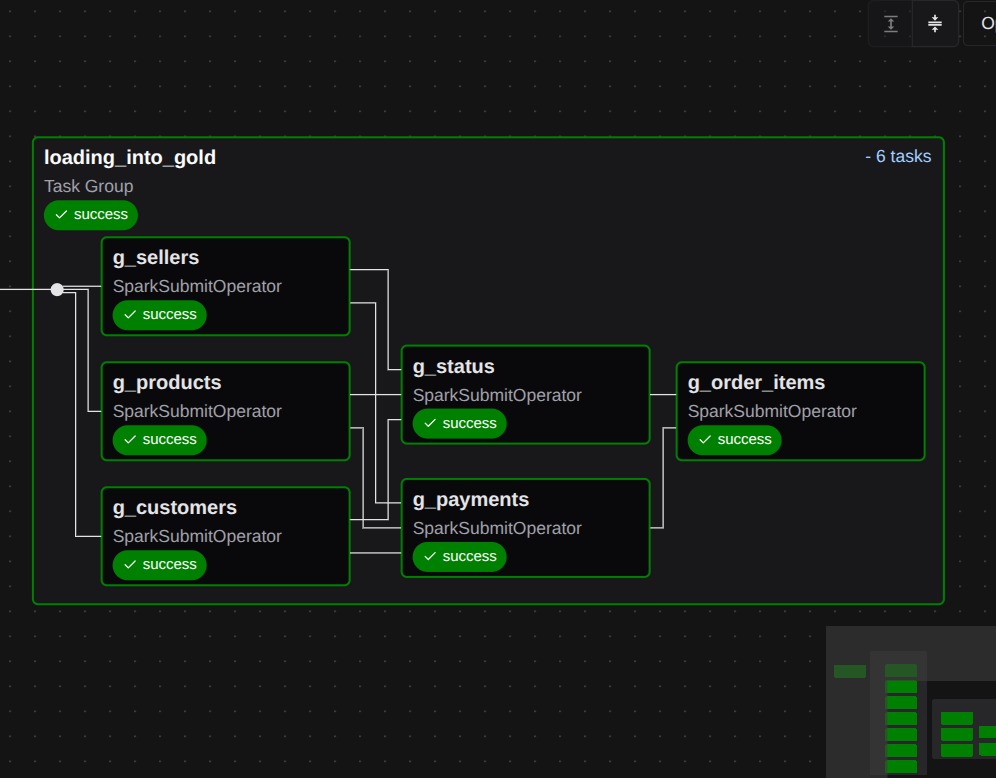 Op
loading_into_gold
- 6 tasks
Task Group
success
g_sellers
SparkSubmitOperator
success
g_products
SparkSubmitOperator
success
g_customers
SparkSubmitOperator
success
g_status
SparkSubmitOperator
success
g_payments
SparkSubmitOperator
success
g_order_items
SparkSubmitOperator
success